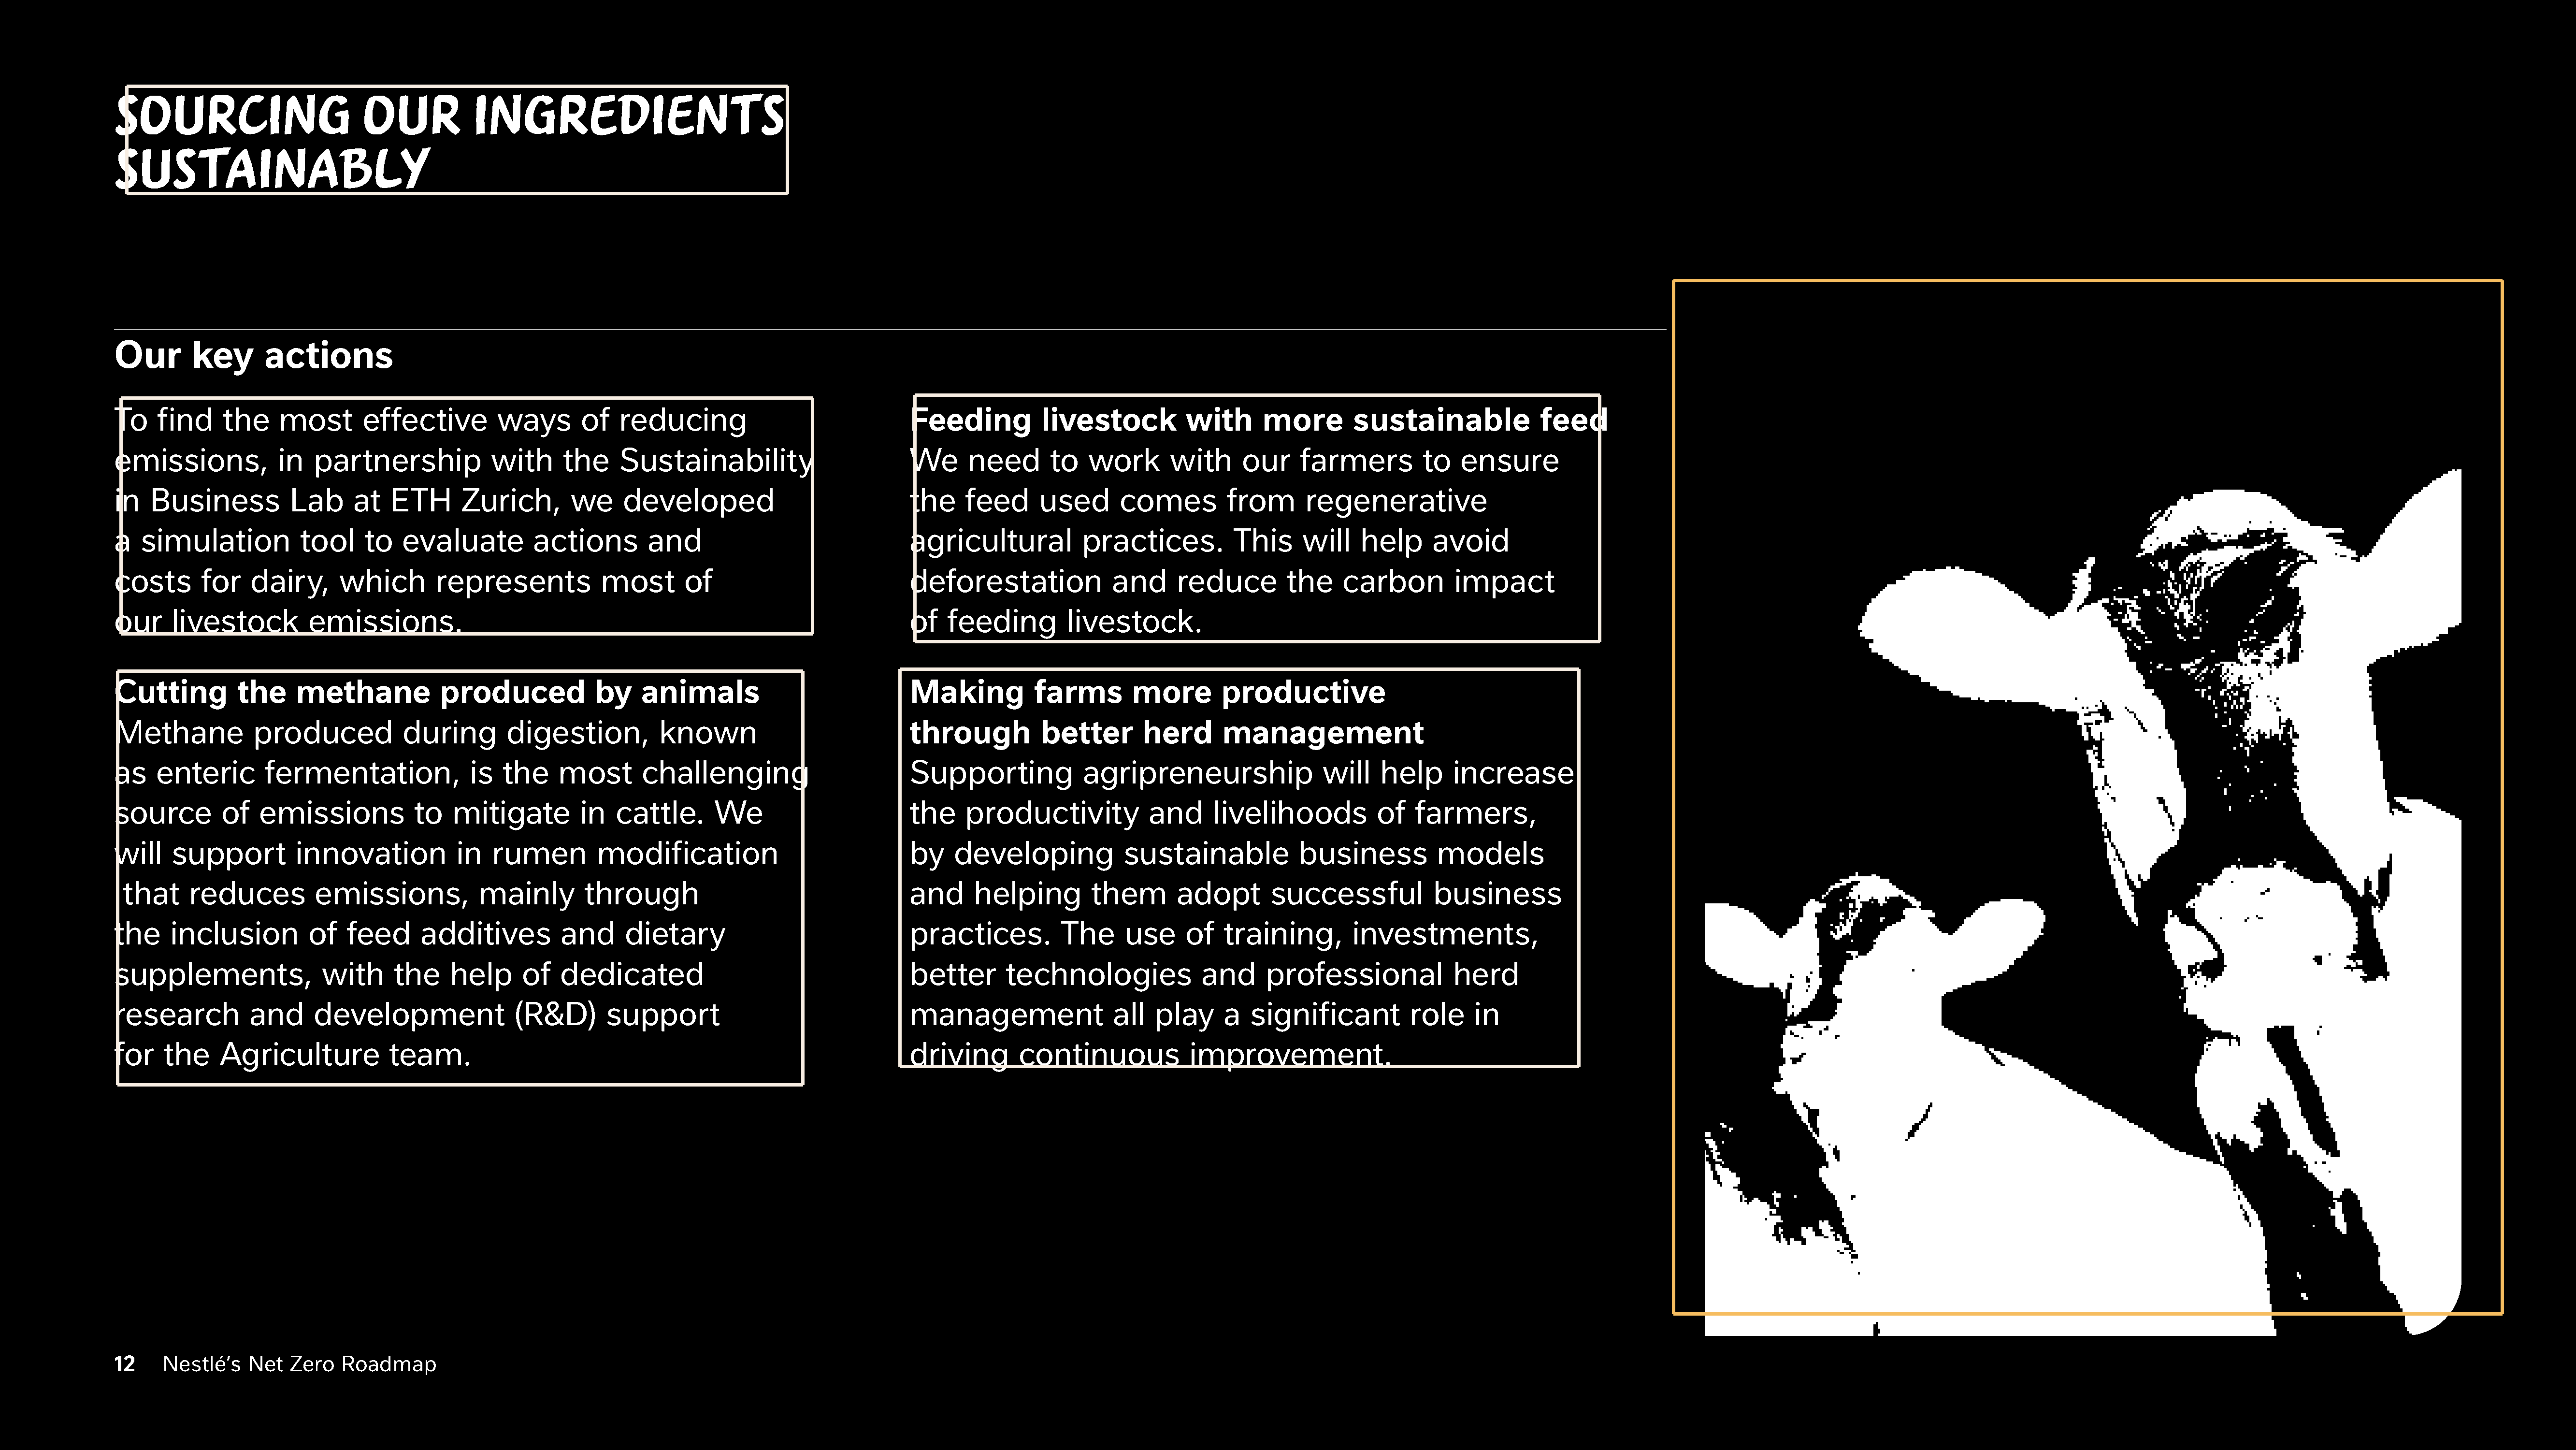 SOURCING OUR INGREDIENTS
SUSTAINABLY
Our key actions
To find the most effective ways of reducing
emissions, in partnership with the Sustainability
in Business Lab at ETH Zurich, we developed
a simulation tool to evaluate actions and
costs for dairy, which represents most of
our livestock emissions.
Cutting the methane produced by animals
Methane produced during digestion, known
as enteric fermentation, is the most challenging
source of emissions to mitigate in cattle. We
will support innovation in rumen modification
that reduces emissions, mainly through
the inclusion of feed additives and dietary
supplements, with the help of dedicated
research and development (R&D) support
for the Agriculture team.
Feeding livestock with more sustainable feed
We need to work with our farmers to ensure
the feed used comes from regenerative
agricultural practices. This will help avoid
deforestation and reduce the carbon impact
of feeding livestock.
Making farms more productive
through better herd management
Supporting agripreneurship will help increase
the productivity and livelihoods of farmers,
by developing sustainable business models
and helping them adopt successful business
practices. The use of training, investments,
better technologies and professional herd
management all play a significant role in
driving continuous improvement.
12 Nestlé’s Net Zero Roadmap